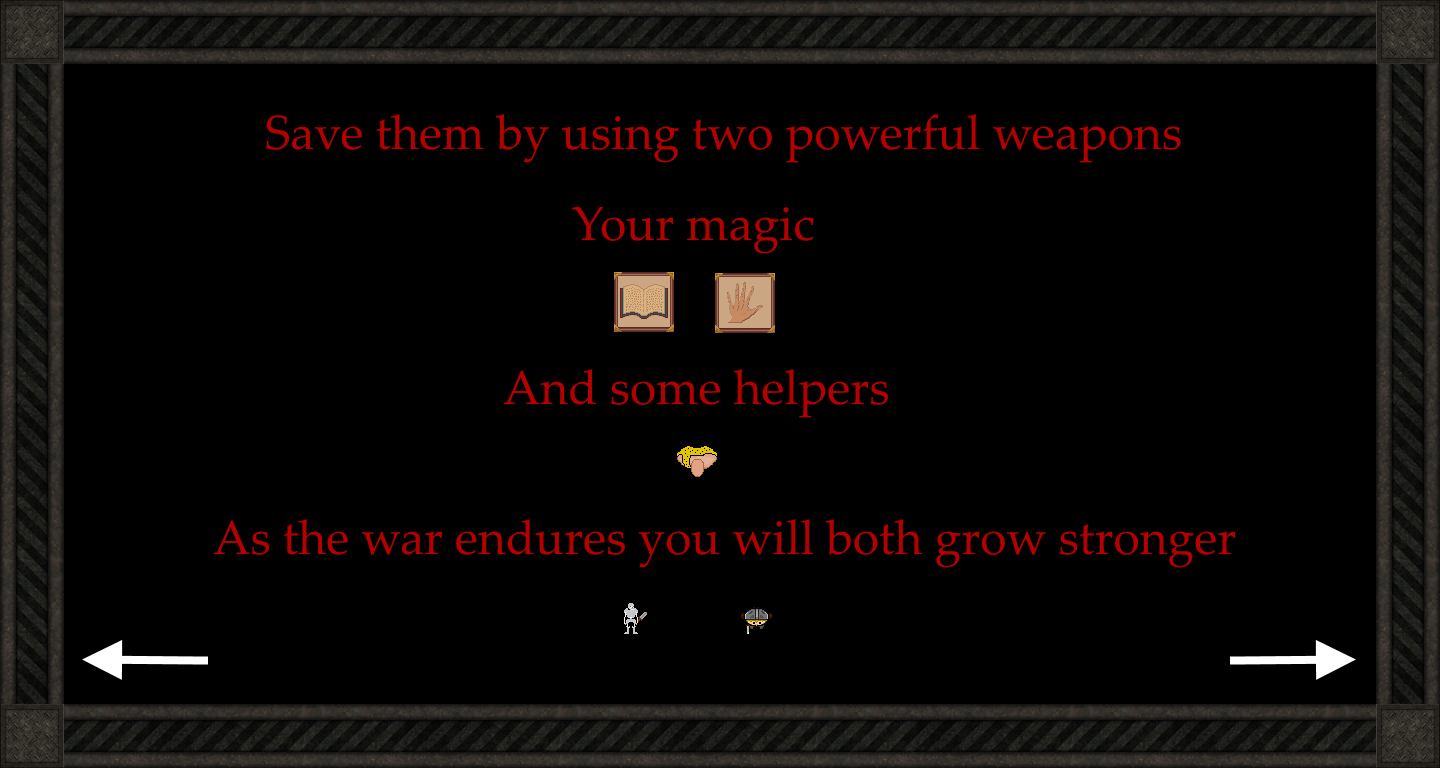 Save them by using two powerful weapons
Your magic
And some helpers
As the war endures you will both grow stronger